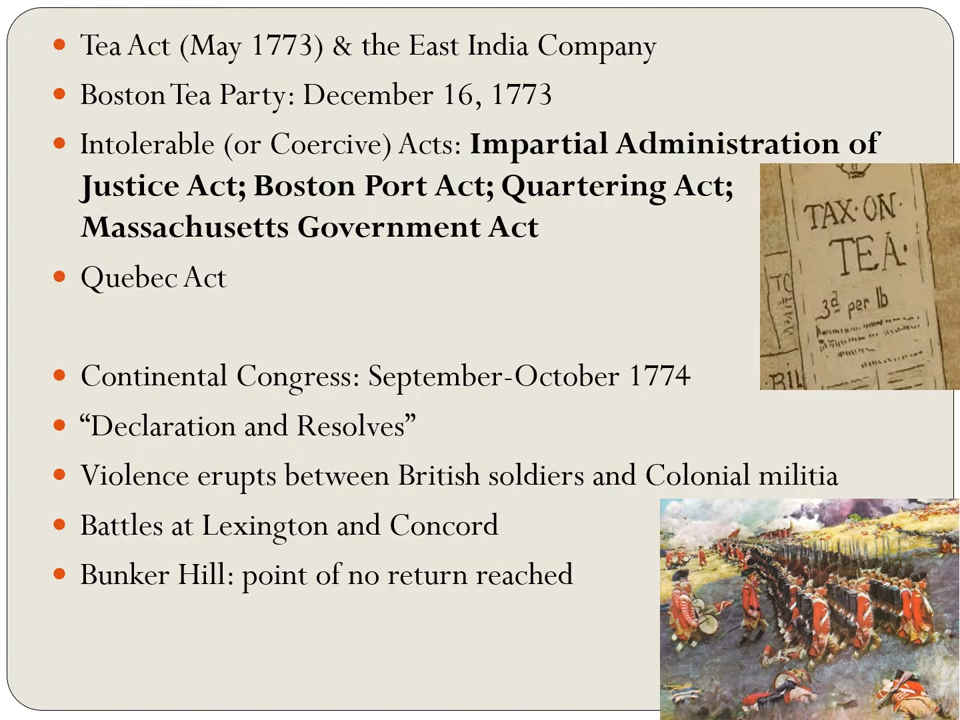 Tea Act (May 1773) & the East India Company
Boston Tea Party: December 16, 1773
Intolerable (or Coercive) Acts: Impartial Administration of
Justice Act; Boston Port Act; Quartering Act;
Massachusetts Government Act
Quebec Act
TAX·ON·
TEA·
3d per lb
Continental Congress: September-October 1774
“Declaration and Resolves”
Violence erupts between British soldiers and Colonial militia
Battles at Lexington and Concord
Bunker Hill: point of no return reached